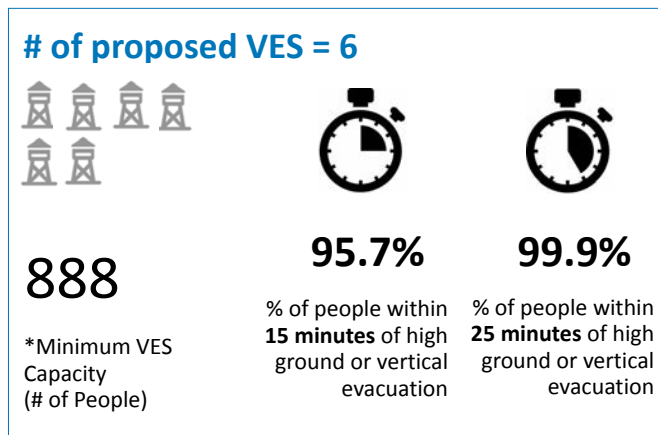 # of proposed VES = 6
888
*Minimum VES
Capacity
(# of People)
95.7%
% of people within
15 minutes of high
ground or vertical
evacuation
99.9%
% of people within
25 minutes of high
ground or vertical
evacuation